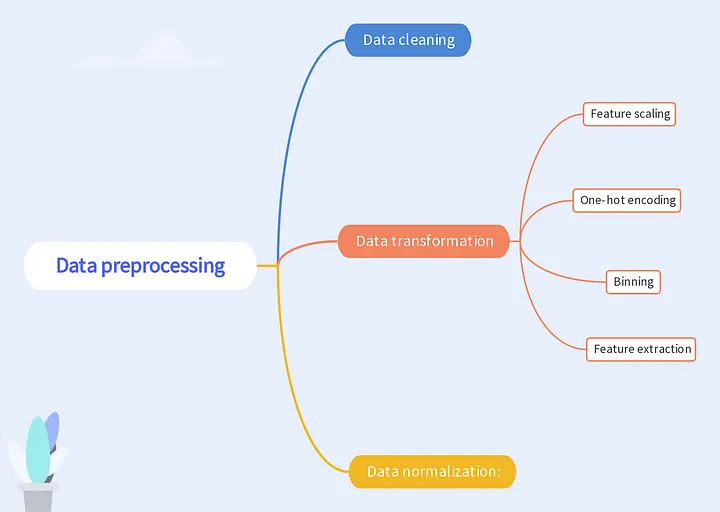 Data cleaning
Feature scaling
One-hot encoding
Data transformation
Data preprocessing
Binning
Feature extraction
Data normalization: